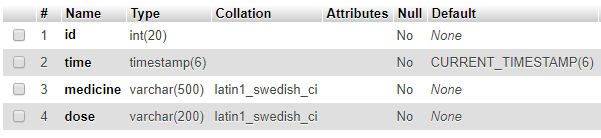 # Name Type Collation Attributes Null Default
1 id int(20) No None
2 time timestamp(6) No CURRENT_TIMESTAMP(6)
3 medicine varchar(500) latin1_swedish_ci No None
4 dose varchar(200) latin1_swedish_ci No None